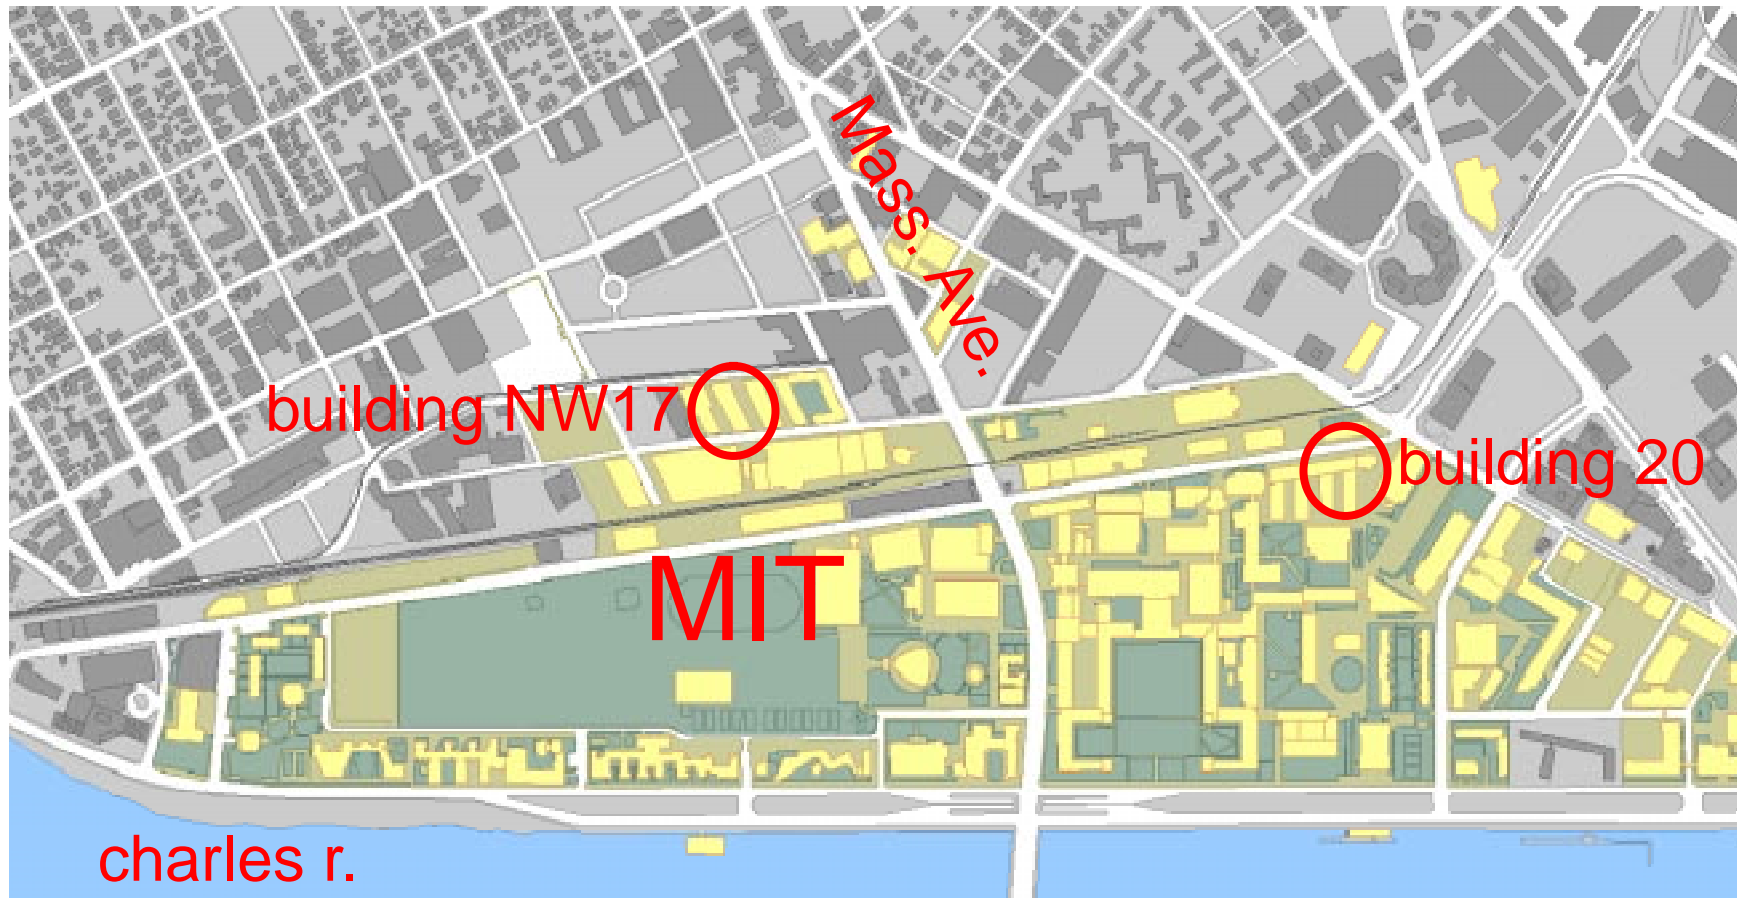 Mass. Ave.
building NW17
building 20
MIT
charles r.